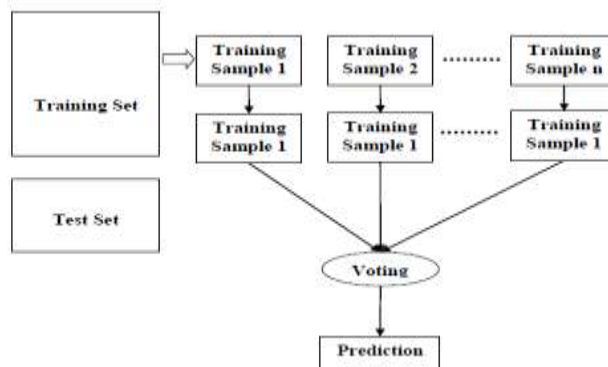 Training Set
Training
Sample 1
Training
Sample 2
Training
Sample n
Training
Sample 1
Training
Sample 1
Training
Sample 1
Test Set
Voting
Prediction